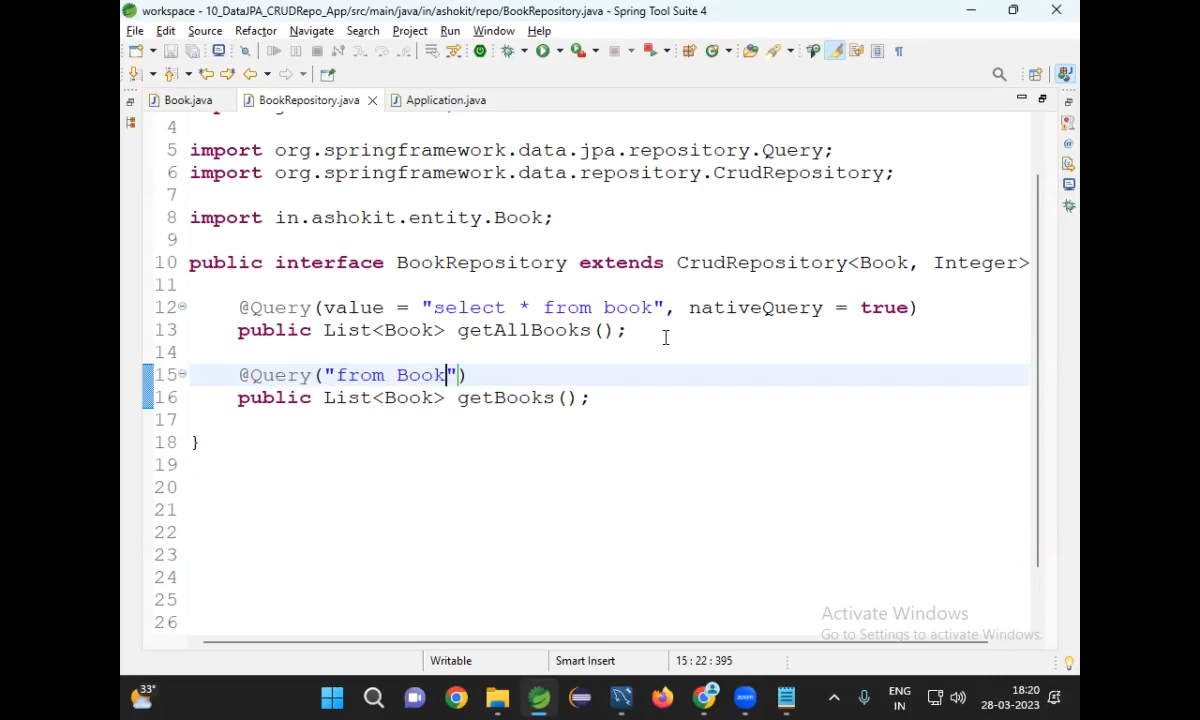 workspace - 10_DataJPA_CRUDRepo_App/src/main/java/in/ashokit/repo/BookRepository.java - Spring Tool Suite 4
File Edit Source Refactor Navigate Search Project Run Window Help
Book.java BookRepository.java Application.java
4
5 import org.springframework.data.jpa.repository.Query;
6 import org.springframework.data.repository.CrudRepository;
7
8 import in.ashokit.entity.Book;
9
10 public interface BookRepository extends CrudRepository<Book, Integer>
11
12 @Query(value = "select * from book", nativeQuery = true)
13 public List<Book> getAllBooks();
14
15 @Query("from Book")
16 public List<Book> getBooks();
17
18 }
19
20
21
22
23
24
25
26
Activate Windows
Go to Settings to activate Windows.
Writable Smart Insert 15 : 22 : 395
33° zoom ENG 18:20
IN 28-03-2023